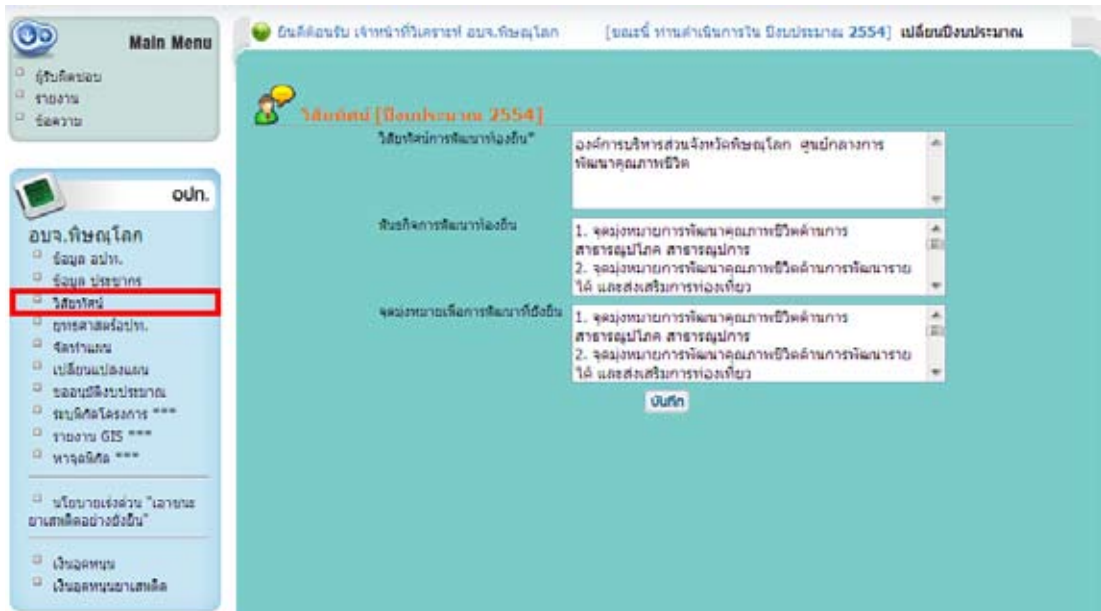 Main Menu
ผู้รับผิดชอบ
รายงาน
ข้อความ
อปท.
อบจ.พิษณุโลก
ข้อมูล อปท.
ข้อมูล ประชากร
วิสัยทัศน์
ยุทธศาสตร์อปท.
จัดทำแผน
เปลี่ยนแปลงแผน
ขออนุมัติงบประมาณ
ระบุพิกัดโครงการ ***
รายงาน GIS ***
หาจุดพิกัด ***
นโยบายเร่งด่วน "เอาชนะ
ยาเสพติดอย่างยั่งยืน"
เงินอุดหนุน
เงินอุดหนุนยาเสพติด
ยินดีต้อนรับ เจ้าหน้าที่วิเคราะห์ อบจ.พิษณุโลก [ขณะนี้ ท่านดำเนินการใน ปีงบประมาณ 2554] เปลี่ยนปีงบประมาณ
วิสัยทัศน์ [ปีงบประมาณ 2554]
วิสัยทัศน์การพัฒนาท้องถิ่น*
องค์การบริหารส่วนจังหวัดพิษณุโลก ศูนย์กลางการ
พัฒนาคุณภาพชีวิต
พันธกิจการพัฒนาท้องถิ่น
1. จุดมุ่งหมายการพัฒนาคุณภาพชีวิตด้านการ
สาธารณูปโภค สาธารณูปการ
2. จุดมุ่งหมายการพัฒนาคุณภาพชีวิตด้านการพัฒนาราย
ได้ และส่งเสริมการท่องเที่ยว
จุดมุ่งหมายเพื่อการพัฒนาที่ยั่งยืน
1. จุดมุ่งหมายการพัฒนาคุณภาพชีวิตด้านการ
สาธารณูปโภค สาธารณูปการ
2. จุดมุ่งหมายการพัฒนาคุณภาพชีวิตด้านการพัฒนาราย
ได้ และส่งเสริมการท่องเที่ยว
บันทึก